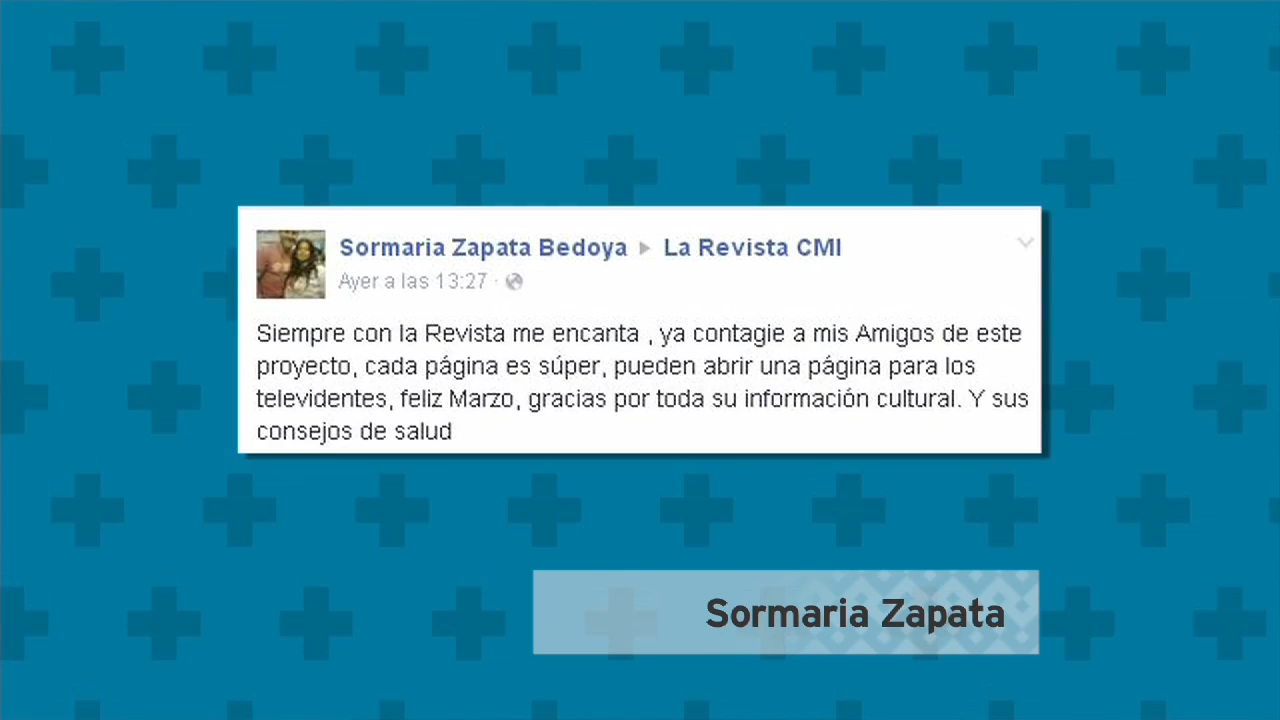 Sormaria Zapata Bedoya ▸ La Revista CMI
Ayer a las 13:27 ·
Siempre con la Revista me encanta , ya contagie a mis Amigos de este
proyecto, cada página es súper, pueden abrir una página para los
televidentes, feliz Marzo, gracias por toda su información cultural. Y sus
consejos de salud
Sormaria Zapata